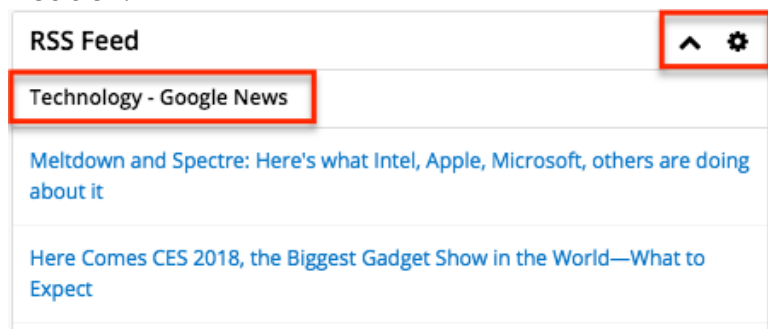 RSS Feed
Technology - Google News
Meltdown and Spectre: Here's what Intel, Apple, Microsoft, others are doing
about it
Here Comes CES 2018, the Biggest Gadget Show in the World—What to
Expect